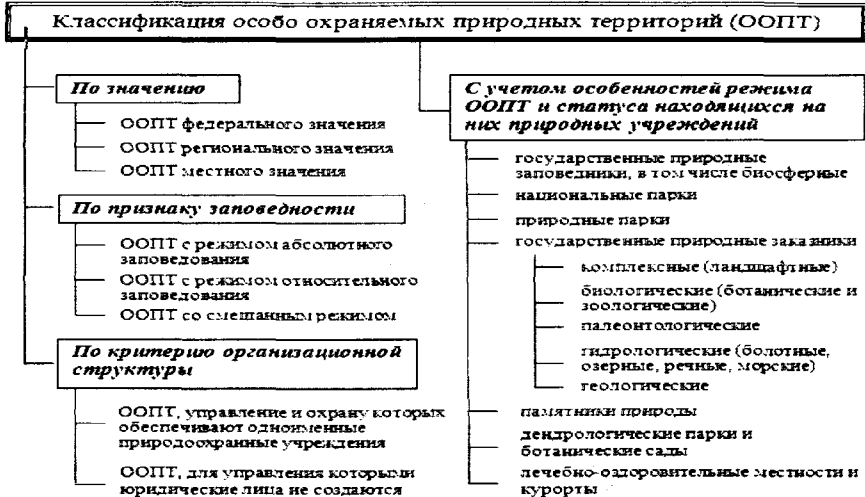 Классификация особо охраняемых природных территорий (ООПТ)
По значению
ООПТ федерального значения
ООПТ регионального значения
ООПТ местного значения
По признаку заповедности
ООПТ с режимом абсолютного
заповедования
ООПТ с режимом относительного
заповедования
ООПТ со смешанным режимом
По критерию организационной
структуры
ООПТ, управление и охрану которых
обеспечивают одноименные
природоохранные учреждения
ООПТ, для управления которыми
юридические лица не создаются
С учетом особенностей режима
ООПТ и статуса находящихся на
них природных учреждений
государственные природные
заповедники, в том числе биосферные
национальные парки
природные парки
государственные природные заказники
комплексные (ландшафтные)
биологические (ботанические и
зоологические)
палеонтологические
гидрологические (болотные,
озерные, речные, морские)
геологические
памятники природы
дендрологические парки и
ботанические сады
лечебно-оздоровительные местности и
курорты